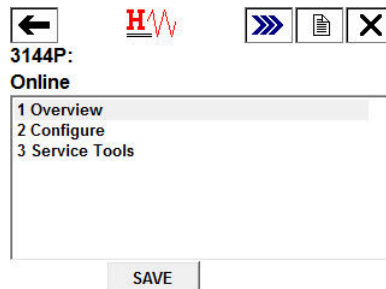 H
3144P:
Online
1 Overview
2 Configure
3 Service Tools
SAVE